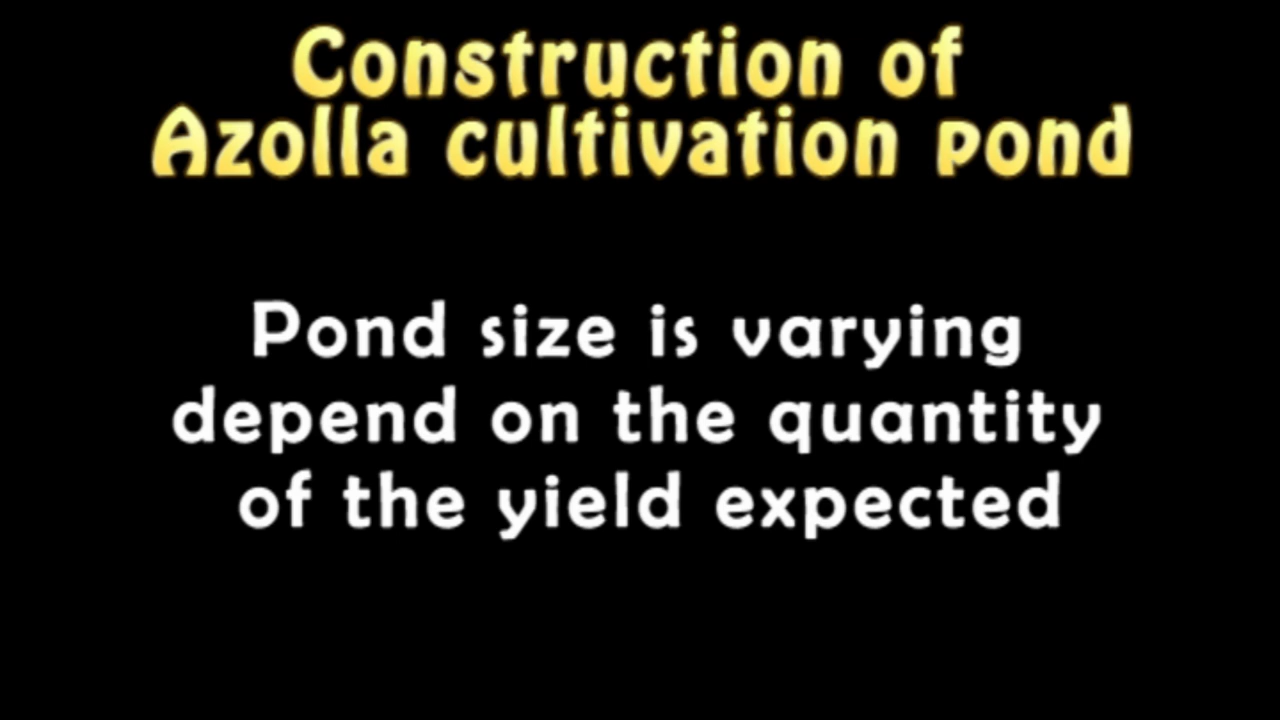 Construction of
Azolla cultivation pond
Pond size is varying
depend on the quantity
of the yield expected